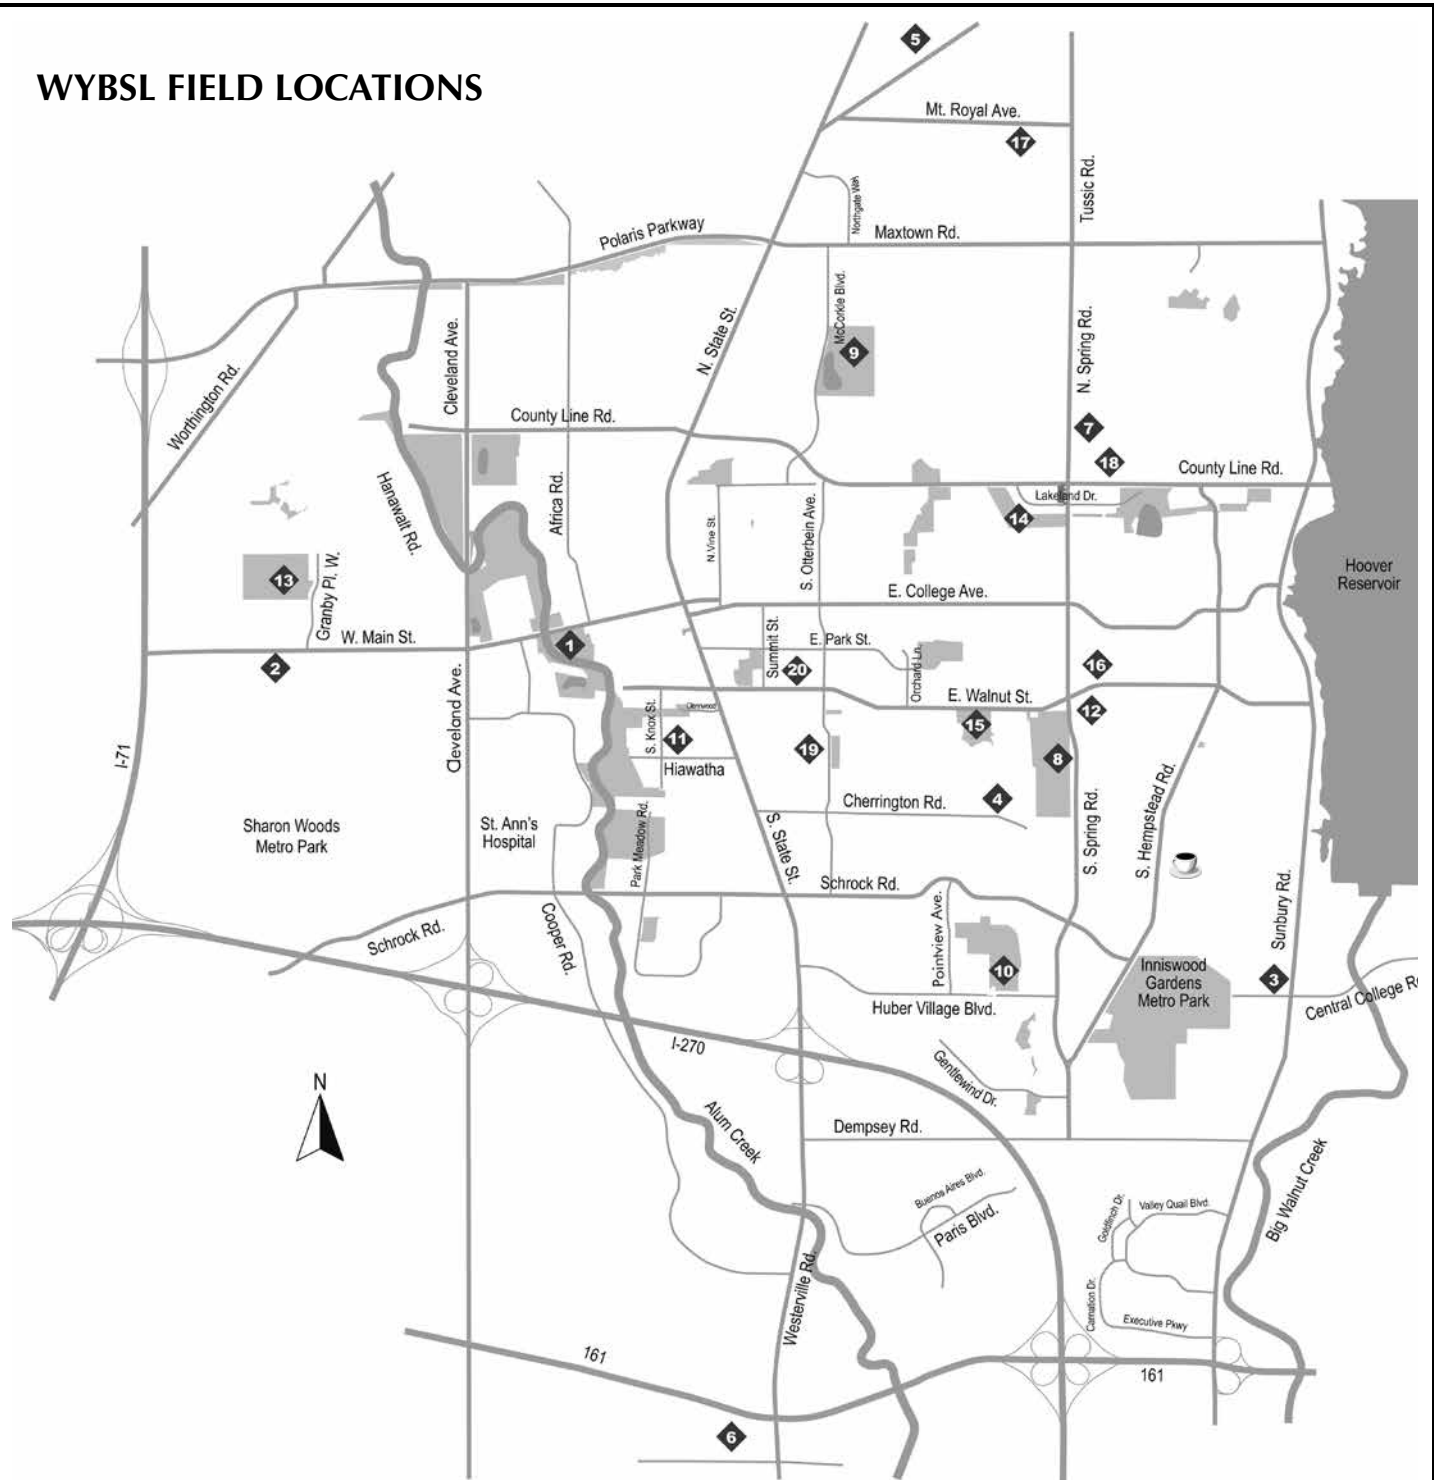 5
WYBSL FIELD LOCATIONS
Mt. Royal Ave.
17
Tussic Rd.
Northgate Way
Polaris Parkway
Maxtown Rd.
McCorkle Blvd.
N. State St.
N. Spring Rd.
9
Cleveland Ave.
Worthington Rd.
County Line Rd.
7
18
County Line Rd.
Hanawalt Rd.
Africa Rd.
N.Vine St.
S. Otterbein Ave.
Lakeland Dr.
14
Hoover
Reservoir
13
Granby Pl. W.
E. College Ave.
W. Main St.
1
Summit St.
E. Park St.
Orchard Ln.
2
20
16
Cleveland Ave.
E. Walnut St.
S. Knox St.
Glenwood
12
15
11
19
8
I-71
Hiawatha
4
Cherrington Rd.
S. Spring Rd.
S. Hempstead Rd.
Sharon Woods
Metro Park
St. Ann's
Hospital
Park Meadow Rd.
S. State St.
Schrock Rd.
Schrock Rd.
Cooper Rd.
Pointview Ave.
Sunbury Rd.
10
Inniswood
Gardens
Metro Park
3
Central College Rd
Huber Village Blvd.
I-270
Gentlewind Dr.
N
Alum Creek
Dempsey Rd.
Big Walnut Creek
Buenos Aires Blvd.
Paris Blvd.
Goldfinch Dr.
Valley Quail Blvd.
Westerville Rd.
Carnation Dr.
Executive Pkwy
161
161
6